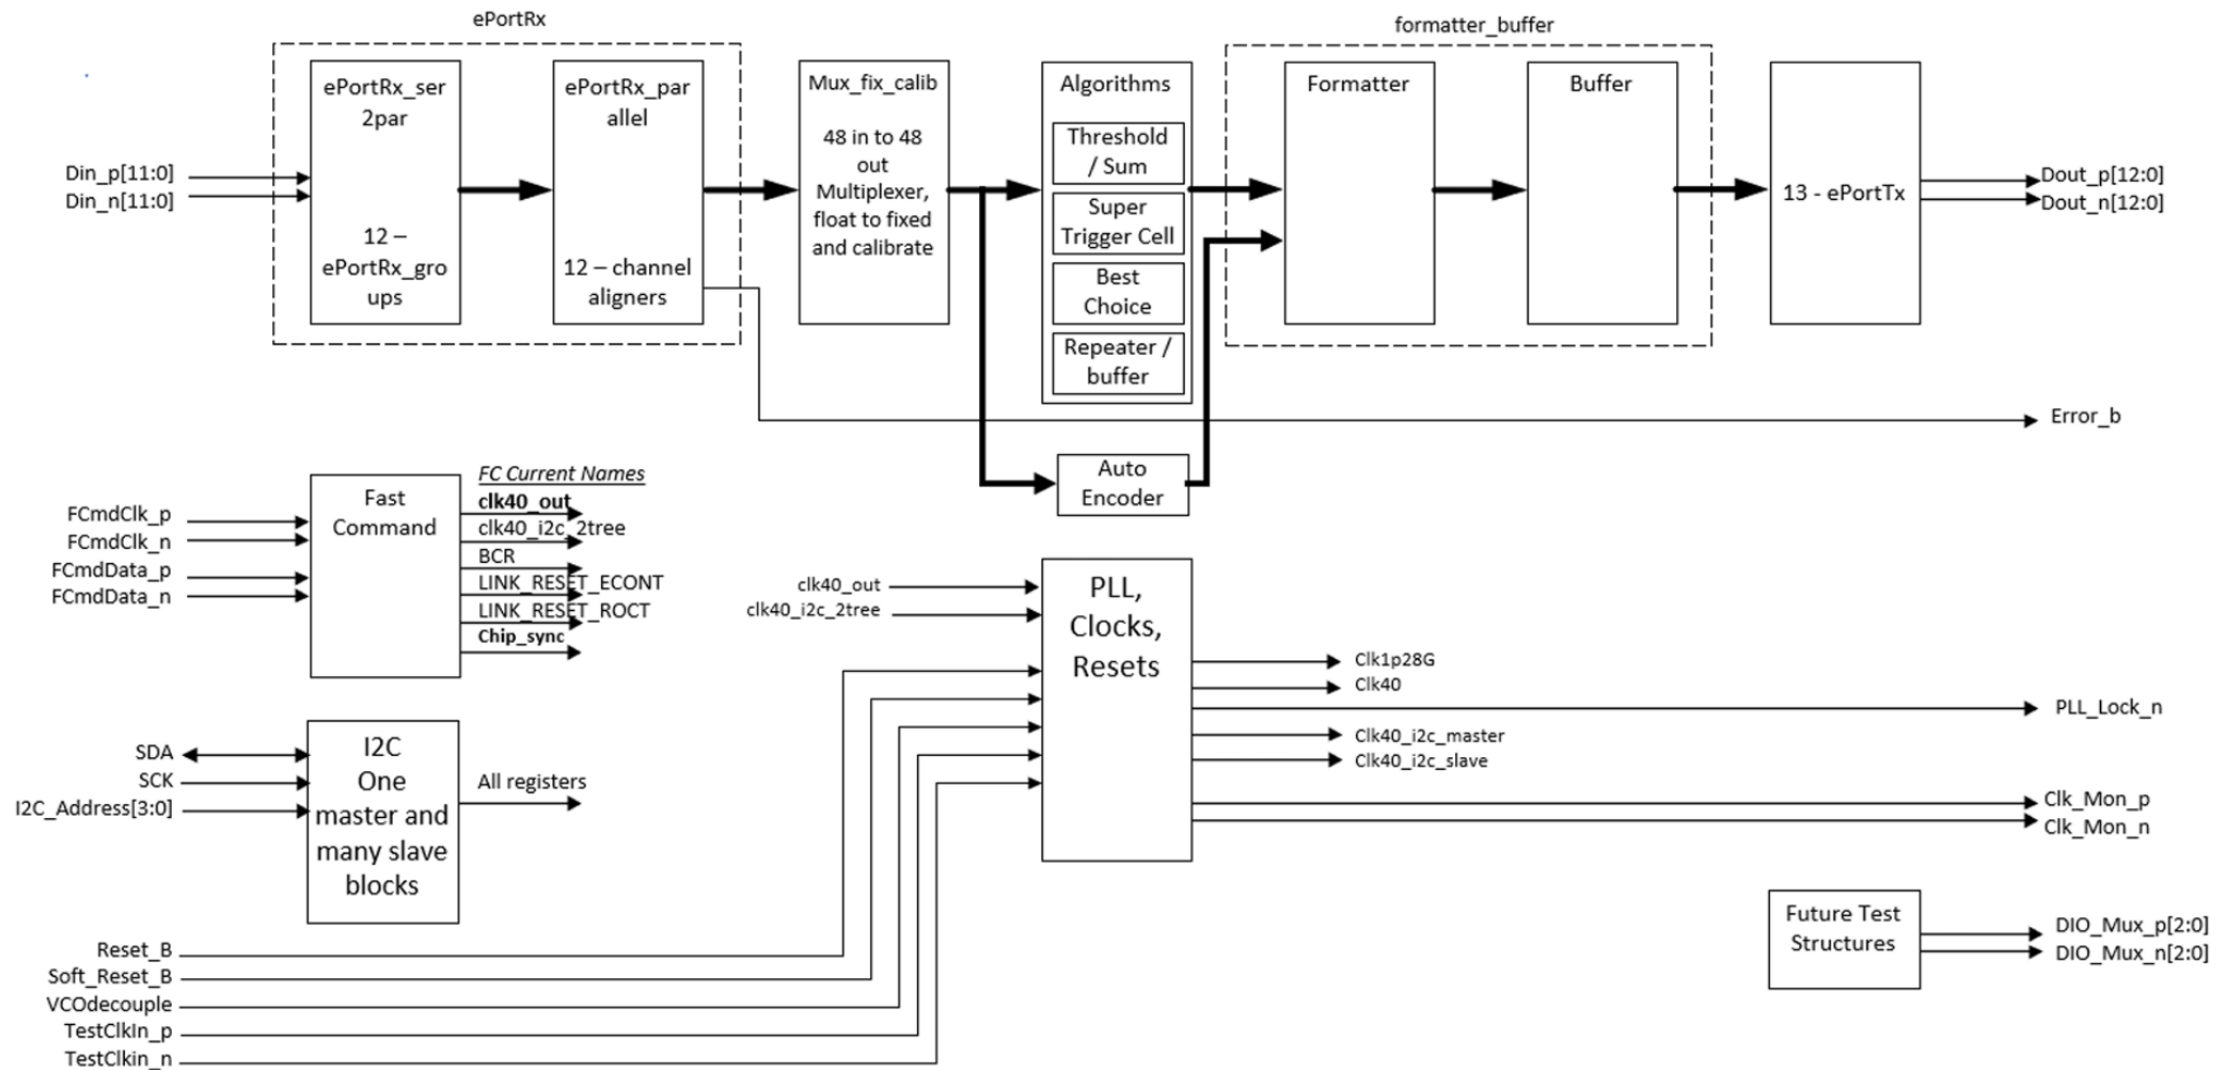 ePortRx
formatter_buffer
ePortRx_ser
2par
12 –
ePortRx_gro
ups
ePortRx_par
allel
12 – channel
aligners
Mux_fix_calib
48 in to 48
out
Multiplexer,
float to fixed
and calibrate
Algorithms
Threshold
/ Sum
Super
Trigger Cell
Best
Choice
Repeater /
buffer
Formatter
Buffer
13 - ePortTx
Din_p[11:0]
Din_n[11:0]
Dout_p[12:0]
Dout_n[12:0]
Error_b
Auto
Encoder
FCmdClk_p
FCmdClk_n
FCmdData_p
FCmdData_n
Fast
Command
FC Current Names
clk40_out
clk40_i2c_2tree
BCR
LINK_RESET_ECONT
LINK_RESET_ROCT
Chip_sync
clk40_out
clk40_i2c_2tree
PLL,
Clocks,
Resets
Clk1p28G
Clk40
PLL_Lock_n
Clk40_i2c_master
Clk40_i2c_slave
Clk_Mon_p
Clk_Mon_n
SDA
SCK
I2C_Address[3:0]
I2C
One
master and
many slave
blocks
All registers
Future Test
Structures
DIO_Mux_p[2:0]
DIO_Mux_n[2:0]
Reset_B
Soft_Reset_B
VCOdecouple
TestClkIn_p
TestClkin_n